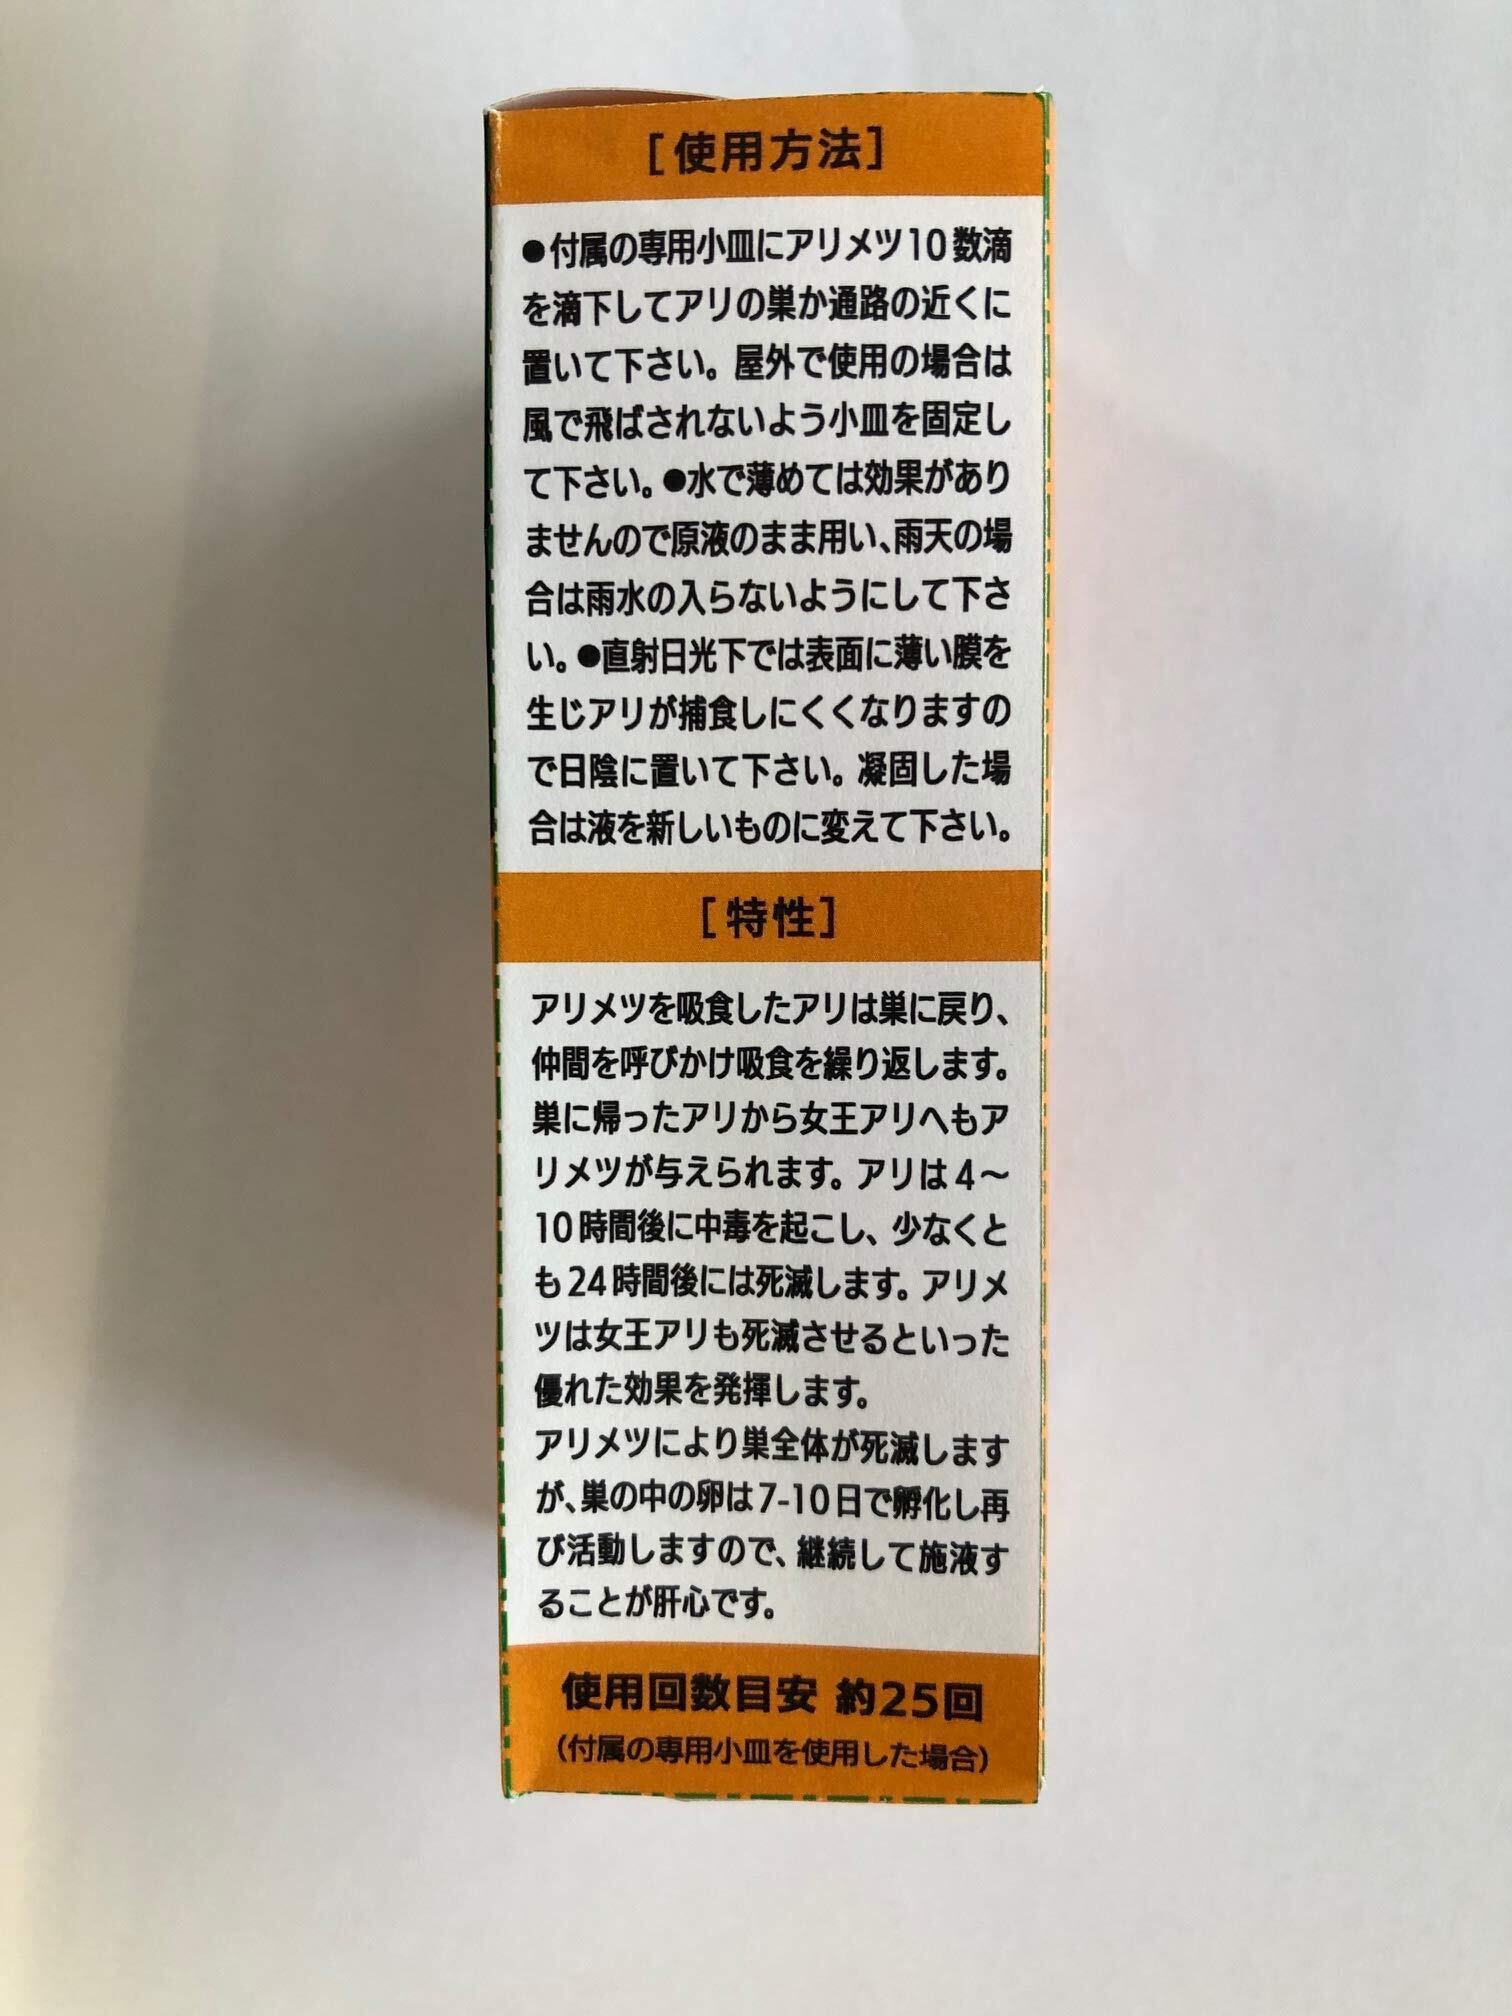 [使用方法]
●付属の専用小皿にアリメツ10数滴
を滴下してアリの巣か通路の近くに
置いて下さい。屋外で使用の場合は
風で飛ばされないよう小皿を固定し
て下さい。●水で薄めては効果があり
ませんので原液のまま用い、雨天の場
合は雨水の入らないようにして下さ
い。●直射日光下では表面に薄い膜を
生じアリが捕食しにくくなりますの
で日陰に置いて下さい。凝固した場
合は液を新しいものに変えて下さい。
[特性]
アリメツを吸食したアリは巣に戻り、
仲間を呼びかけ吸食を繰り返します。
巣に帰ったアリから女王アリへもア
リメツが与えられます。アリは4〜
10時間後に中毒を起こし、少なくと
も24時間後には死滅します。アリメ
ツは女王アリも死滅させるといった
優れた効果を発揮します。
アリメツにより巣全体が死滅します
が、巣の中の卵は7-10日で孵化し再
び活動しますので、継続して施液す
ることが肝心です。
使用回数目安 約25回
(付属の専用小皿を使用した場合)